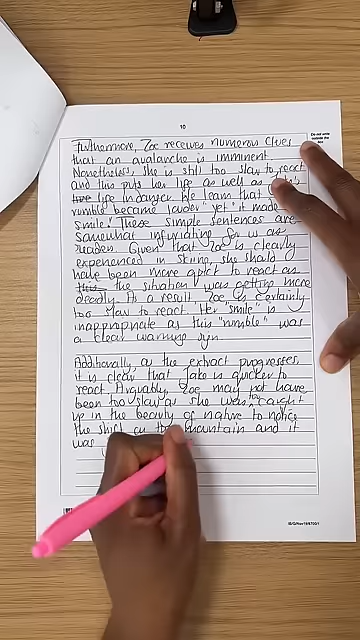 10
Do not write
outside the
box
Furthermore, Zoe receives numerous clues
that an avalanche is imminent.
Nonetheless, she is still too slow to react
and this puts her life as well as
life in danger. We learn that
rumble became louder" yet "it made
smile". These simple sentences are
somewhat infuriating for us as
readers. Given that Zoe is clearly
experienced in skiing, she should
have been more quick to react as
the situation was getting more
deadly. As a result, Zoe is certainly
too slow to react. Her "smile" is
inappropriate as this "rumble" was
a clear warning sign
Additionally, as the extract progresses,
it is clear that Jake is quicker to
react. Arguably, Zoe may not have
been too slow as she was too caught
up in the beauty of nature to notice
the shift on the mountain and it
was
IB/G/Nov19/8700/1